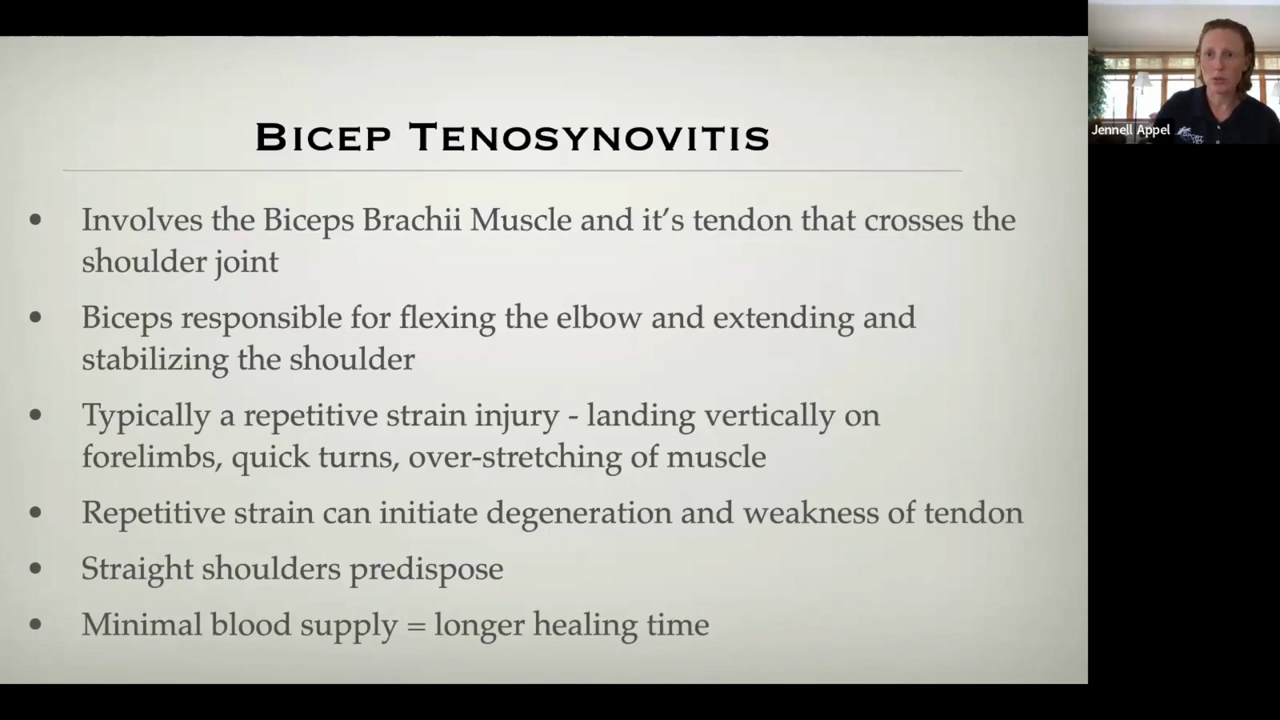 Bicep Tenosynovitis
• Involves the Biceps Brachii Muscle and it’s tendon that crosses the
shoulder joint
• Biceps responsible for flexing the elbow and extending and
stabilizing the shoulder
• Typically a repetitive strain injury - landing vertically on
forelimbs, quick turns, over-stretching of muscle
• Repetitive strain can initiate degeneration and weakness of tendon
• Straight shoulders predispose
• Minimal blood supply = longer healing time
Jennell Appel